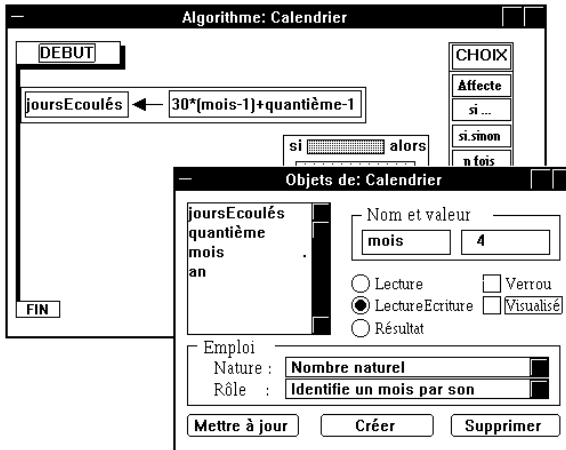 Algorithme: Calendrier
DEBUT
CHOIX
joursEcoulés 30*(mois-1)+quantième-1
Affecte
si ...
si.sinon
n fois
si alors
Objets de: Calendrier
joursEcoulés
quantième
mois .
an
Nom et valeur
mois 4
Lecture Verrou
LectureEcriture Visualisé
Résultat
FIN
Emploi
Nature : Nombre naturel
Rôle : Identifie un mois par son
Mettre à jour Créer Supprimer